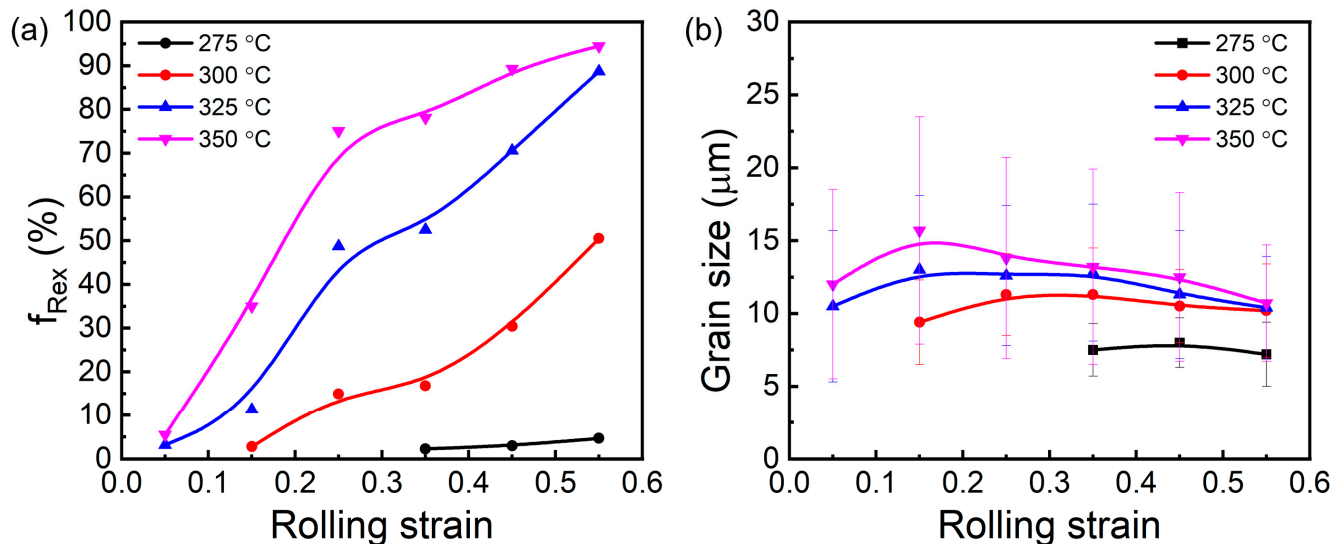 (a)
100
90
80
70
60
50
40
30
20
10
0
f_Rex (%)
275 °C
300 °C
325 °C
350 °C
0.0 0.1 0.2 0.3 0.4 0.5 0.6
Rolling strain
(b)
30
25
20
15
10
5
0
Grain size (μm)
275 °C
300 °C
325 °C
350 °C
0.0 0.1 0.2 0.3 0.4 0.5 0.6
Rolling strain